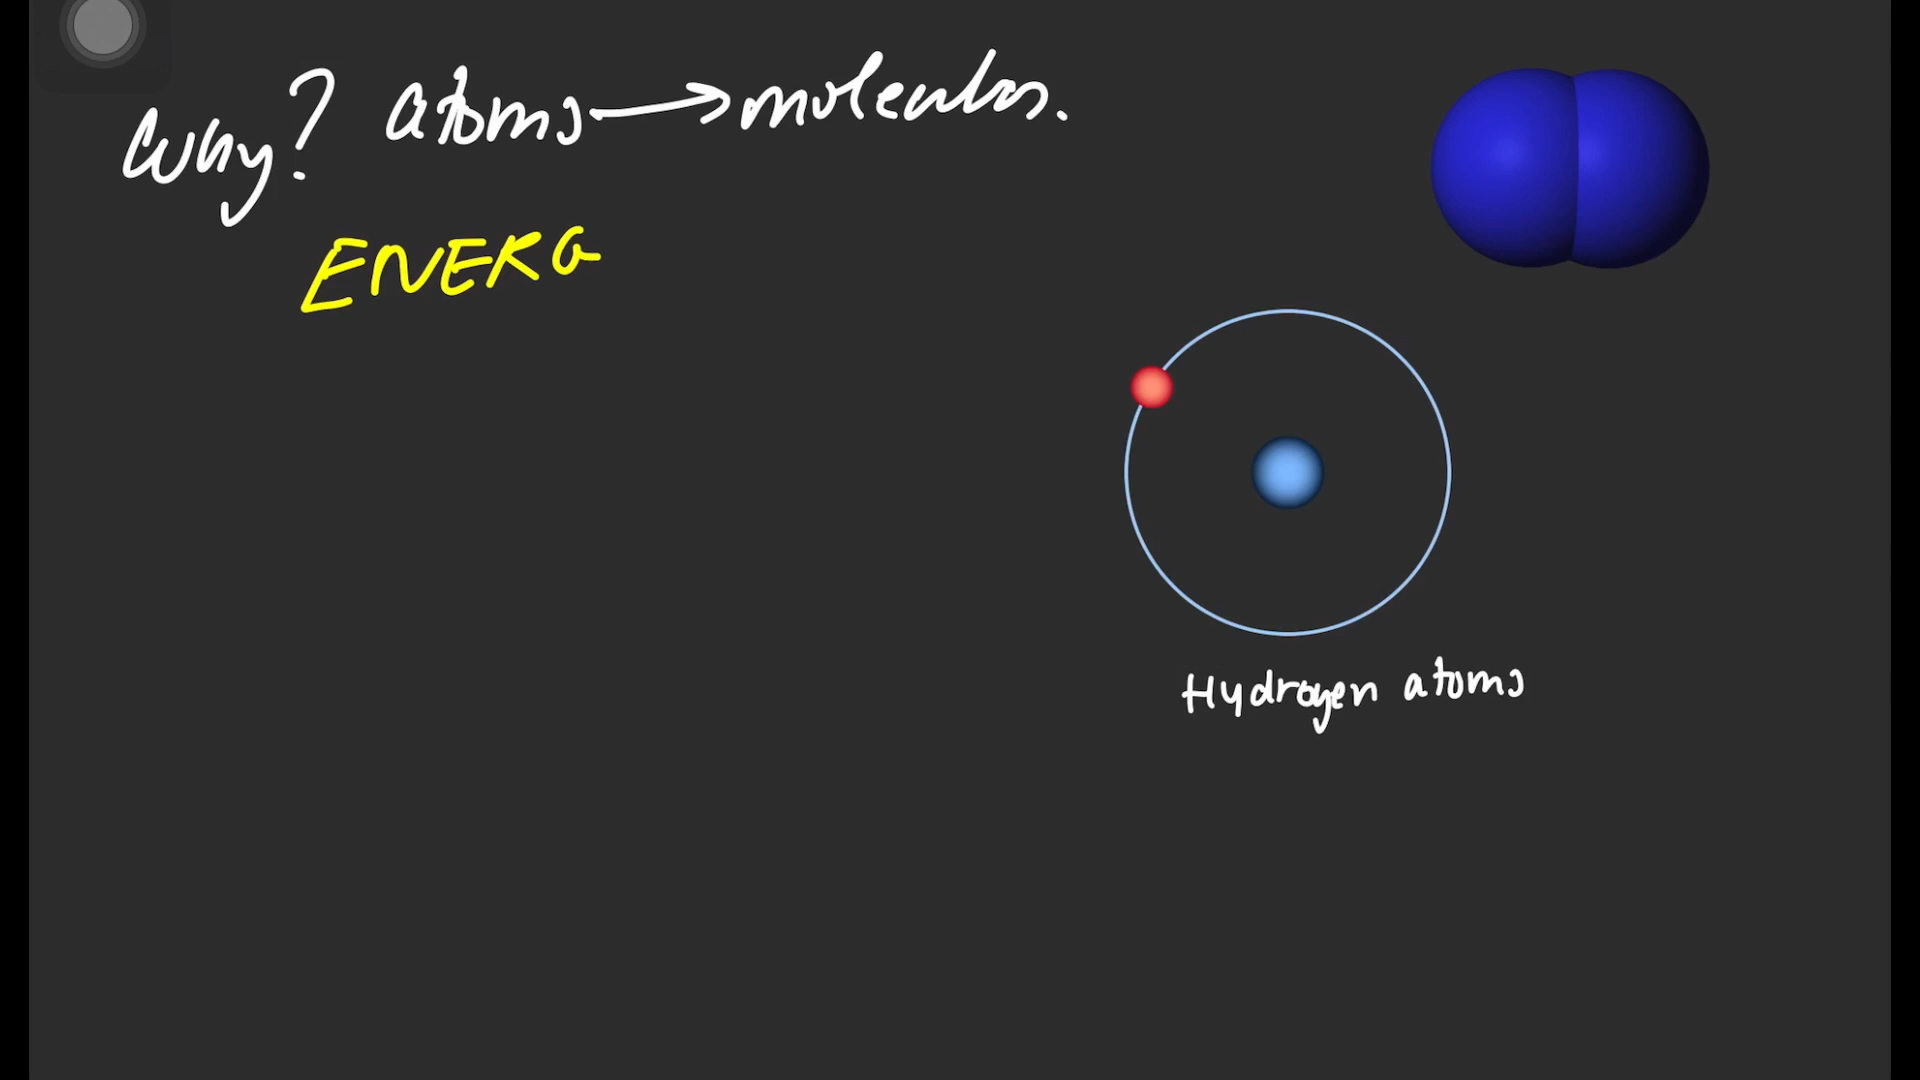 Why? atoms → molecules.
ENERG
Hydrogen atoms